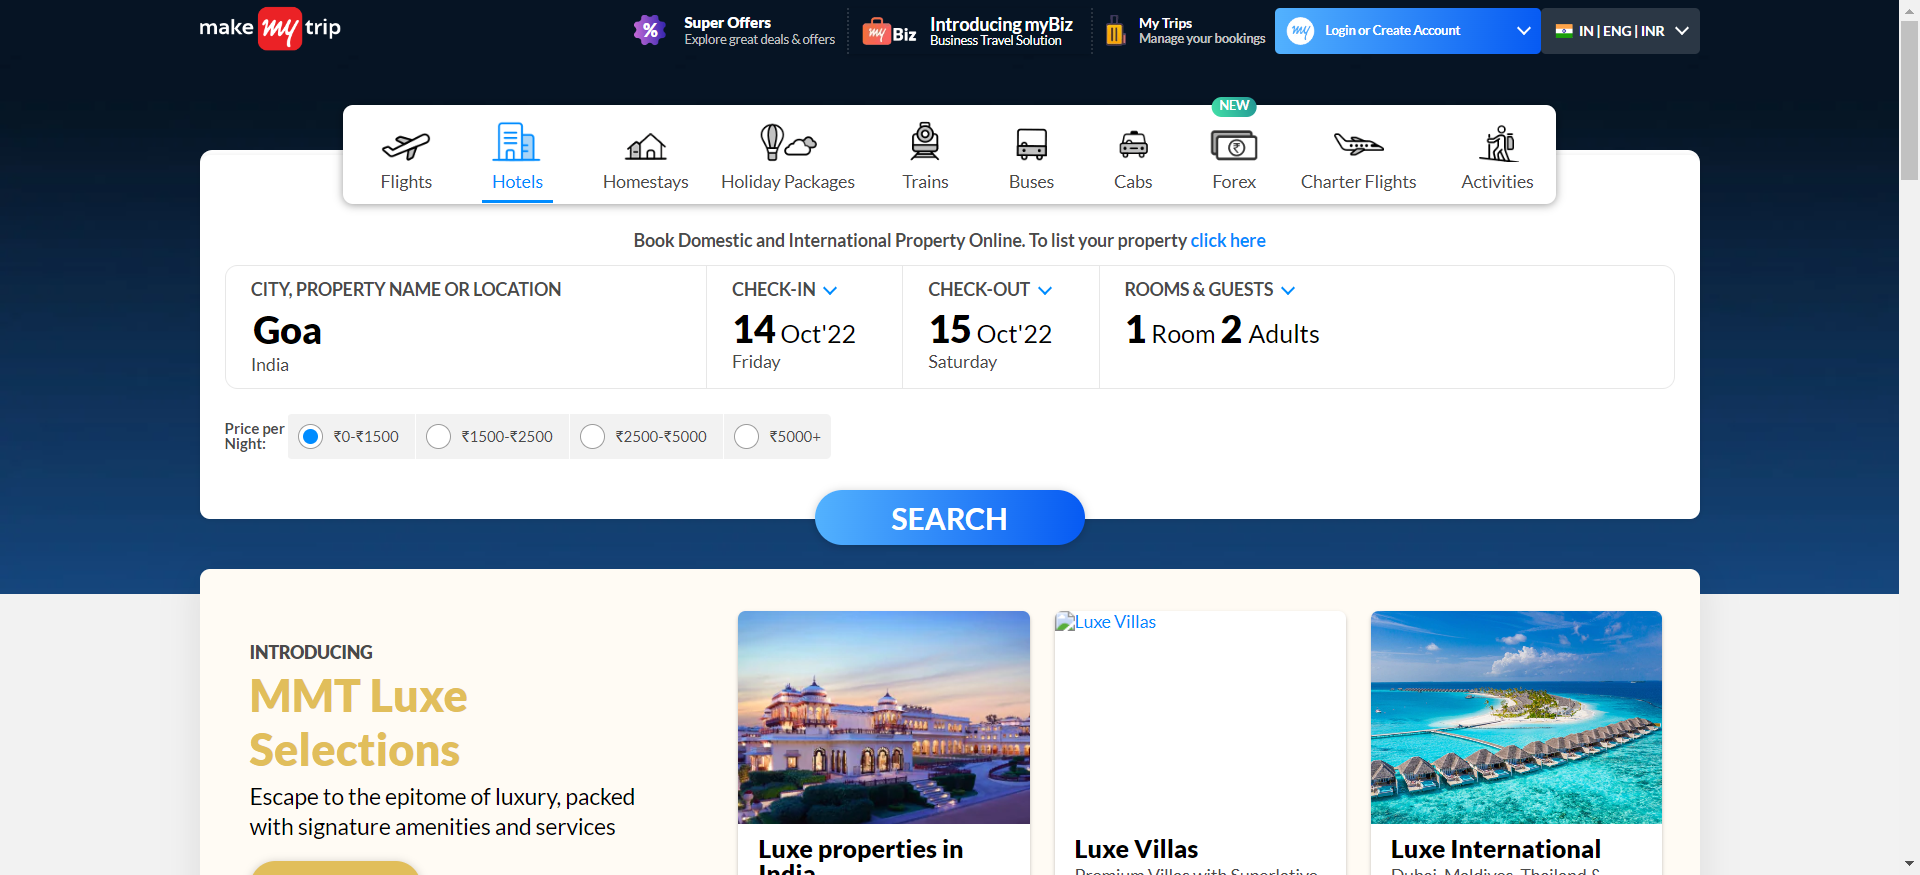 make my trip
% Super Offers
Explore great deals & offers
my Biz
Introducing myBiz
Business Travel Solution
My Trips
Manage your bookings
my Login or Create Account
IN | ENG | INR
NEW
Flights
Hotels
Homestays
Holiday Packages
Trains
Buses
Cabs
₹
Forex
Charter Flights
Activities
Book Domestic and International Property Online. To list your property click here
CITY, PROPERTY NAME OR LOCATION
Goa
India
CHECK-IN
14 Oct'22
Friday
CHECK-OUT
15 Oct'22
Saturday
ROOMS & GUESTS
1 Room 2 Adults
Price per
Night:
₹0-₹1500
₹1500-₹2500
₹2500-₹5000
₹5000+
SEARCH
INTRODUCING
MMT Luxe
Selections
Escape to the epitome of luxury, packed
with signature amenities and services
Luxe properties in
India
Luxe Villas
Luxe Villas
Premium Villas with Superlative
Luxe International
Dubai, Maldives, Thailand &